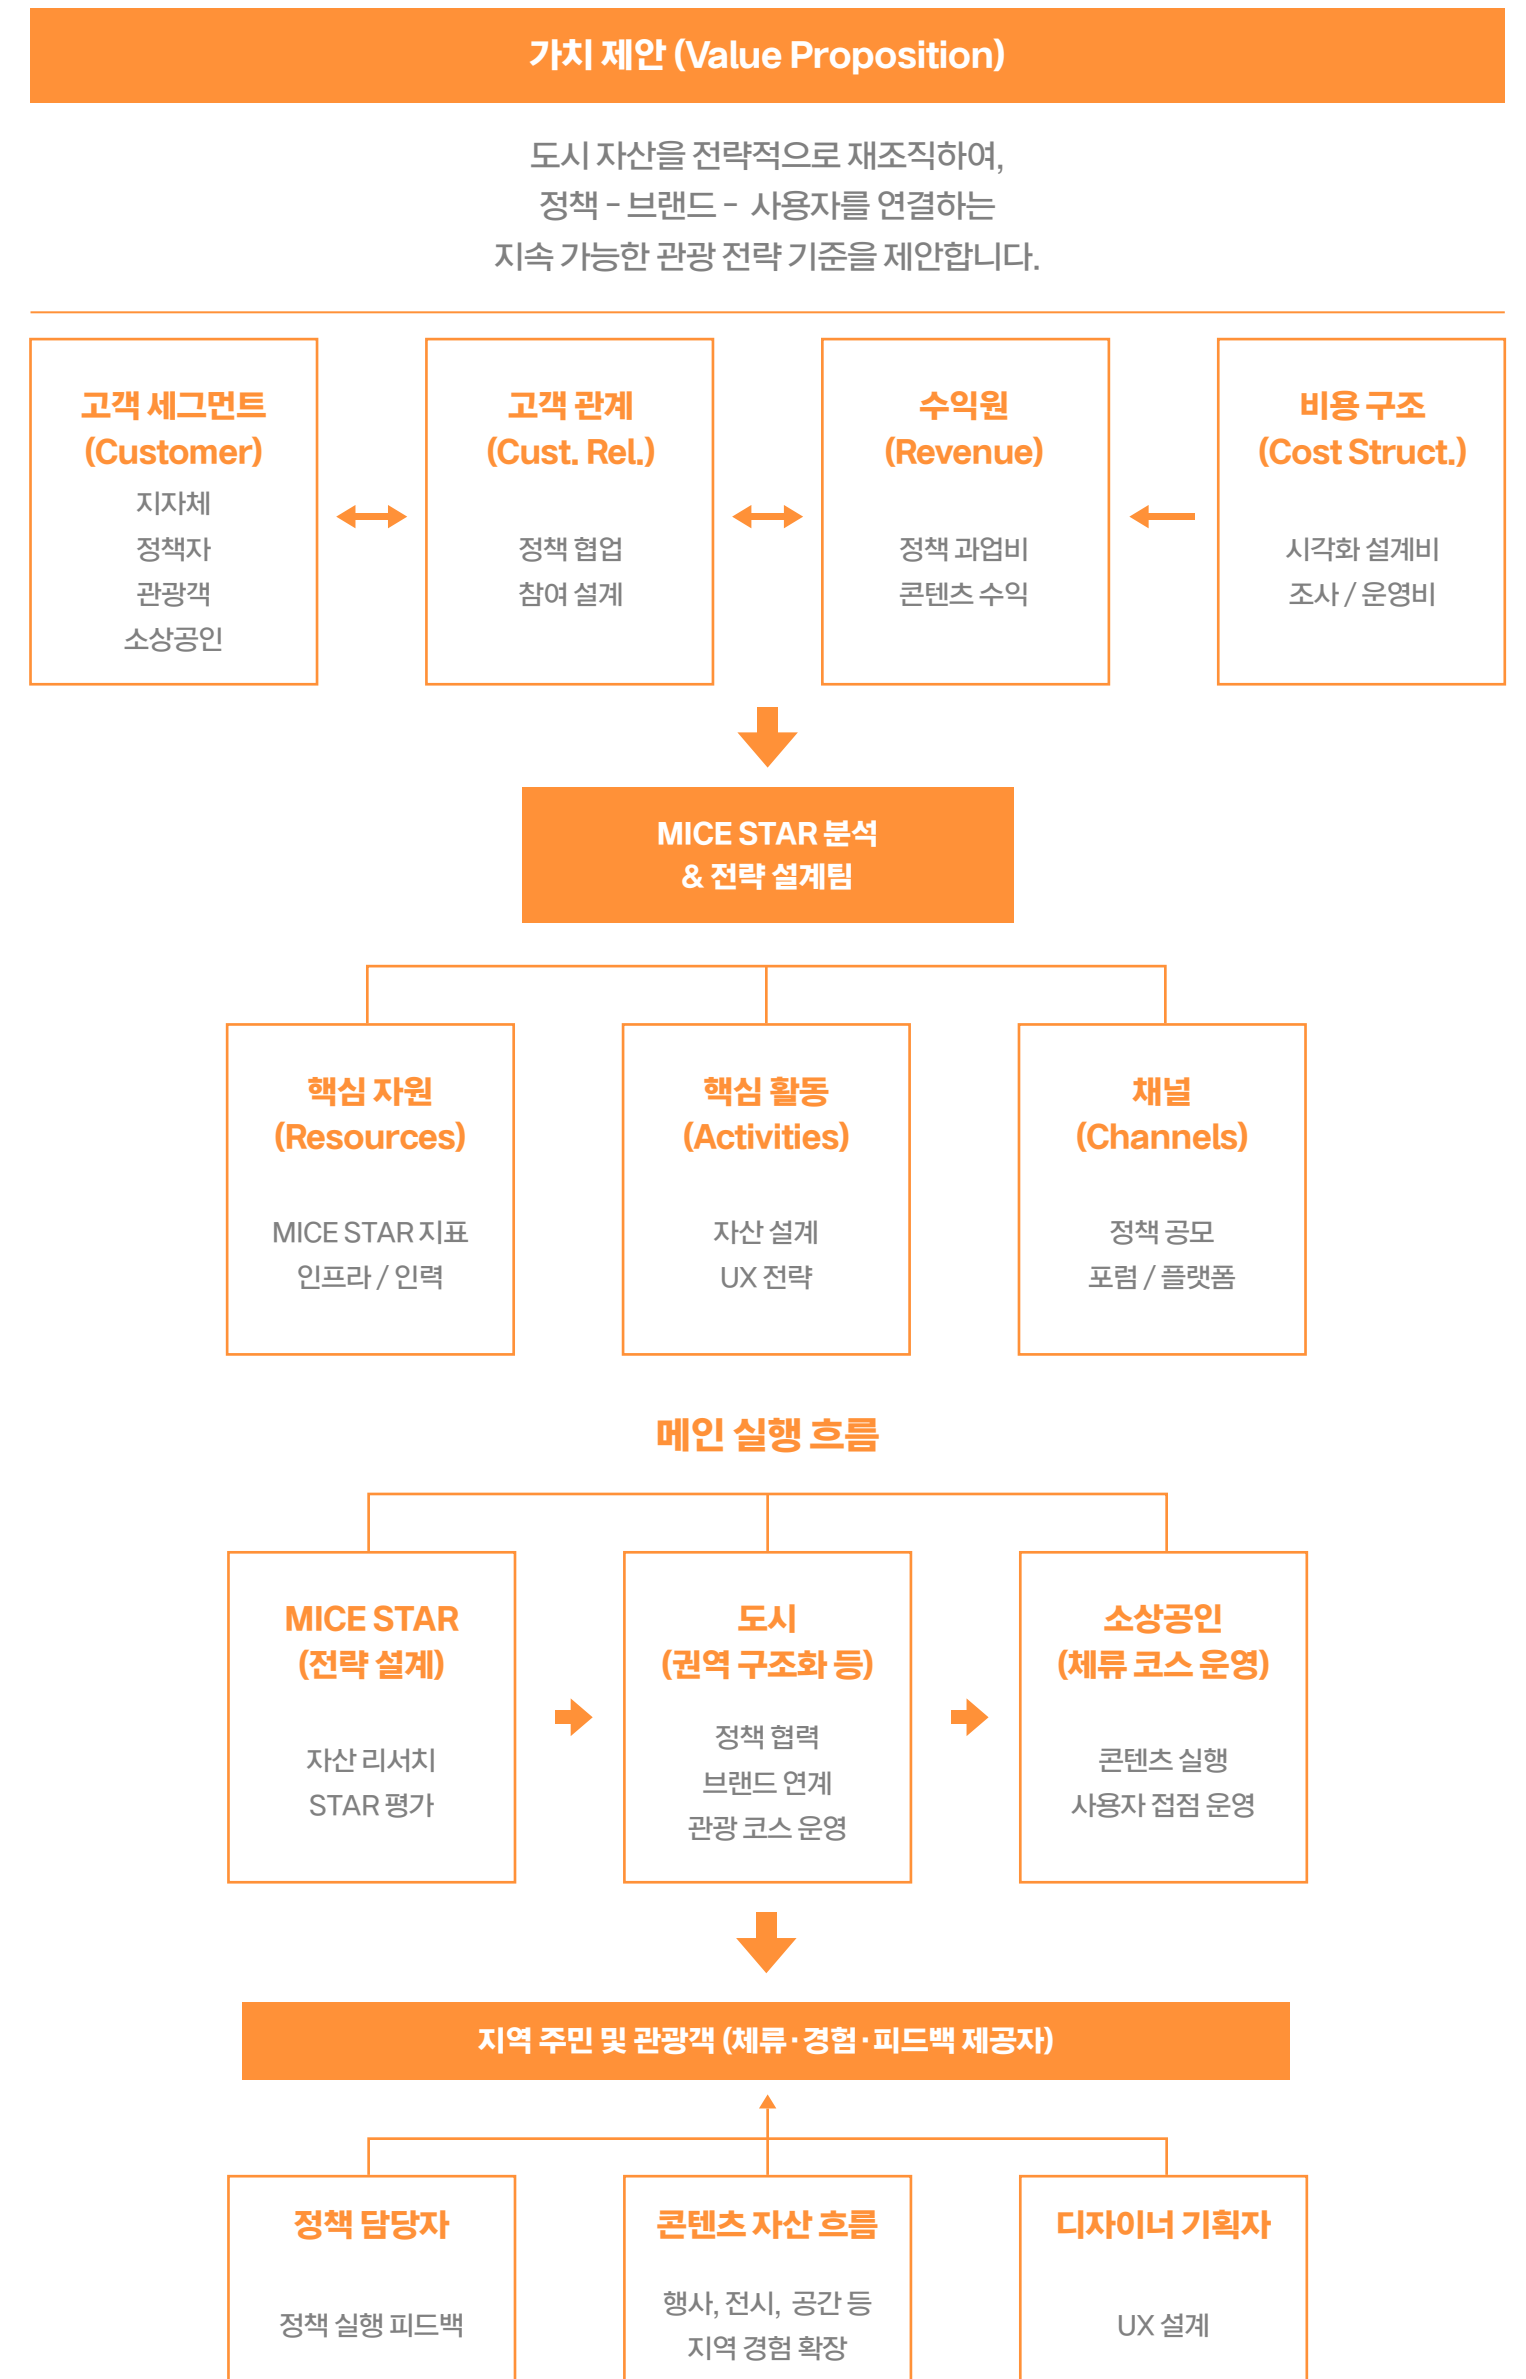 가치 제안 (Value Proposition)
도시 자산을 전략적으로 재조직하여,
정책 - 브랜드 - 사용자를 연결하는
지속 가능한 관광 전략 기준을 제안합니다.
고객 세그먼트
(Customer)
지자체
정책자
관광객
소상공인
고객 관계
(Cust. Rel.)
정책 협업
참여 설계
수익원
(Revenue)
정책 과업비
콘텐츠 수익
비용 구조
(Cost Struct.)
시각화 설계비
조사 / 운영비
MICE STAR 분석
& 전략 설계팀
핵심 자원
(Resources)
MICE STAR 지표
인프라 / 인력
핵심 활동
(Activities)
자산 설계
UX 전략
채널
(Channels)
정책 공모
포럼 / 플랫폼
메인 실행 흐름
MICE STAR
(전략 설계)
자산 리서치
STAR 평가
도시
(권역 구조화 등)
정책 협력
브랜드 연계
관광 코스 운영
소상공인
(체류 코스 운영)
콘텐츠 실행
사용자 접점 운영
지역 주민 및 관광객 (체류·경험·피드백 제공자)
정책 담당자
정책 실행 피드백
콘텐츠 자산 흐름
행사, 전시, 공간 등
지역 경험 확장
디자이너 기획자
UX 설계